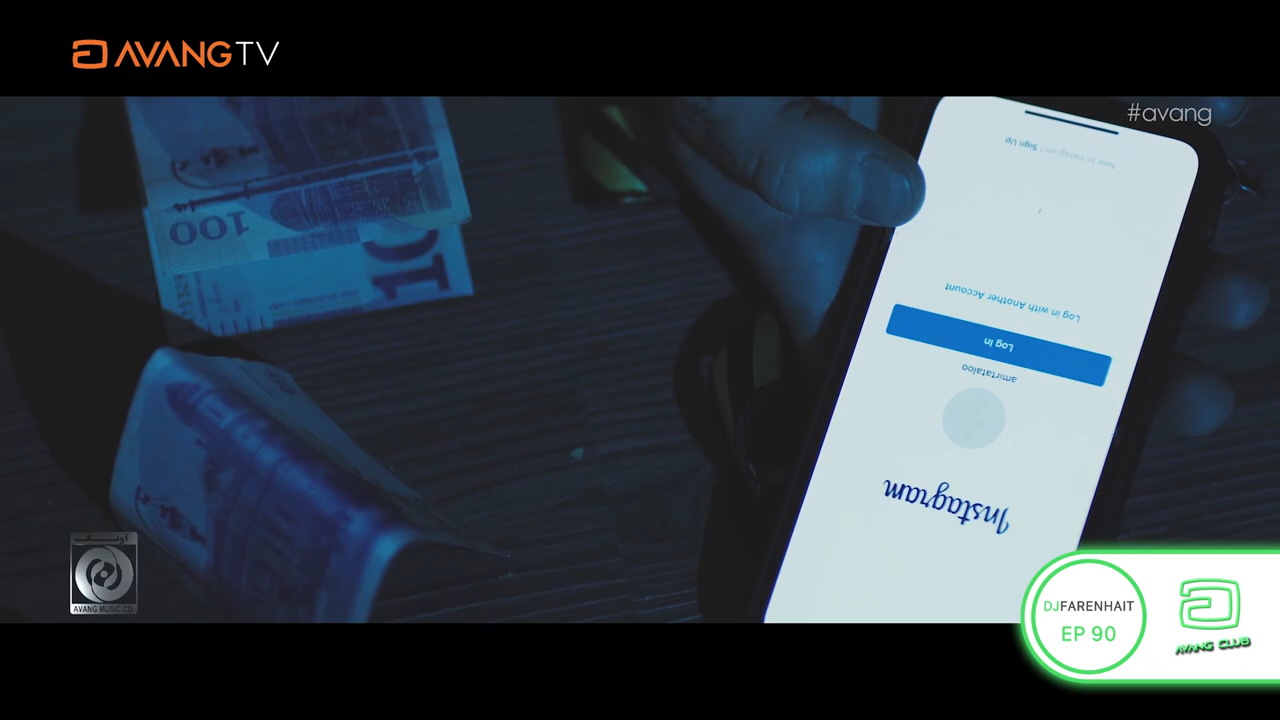 AVANGTV
#avang
New to Instagram? Sign Up
Log in with Another Account
Log In
amirtataloo
Instagram
100
10
آونگ
AVANG MUSIC CO.
DJFARENHAIT
EP 90
AVANG CLUB